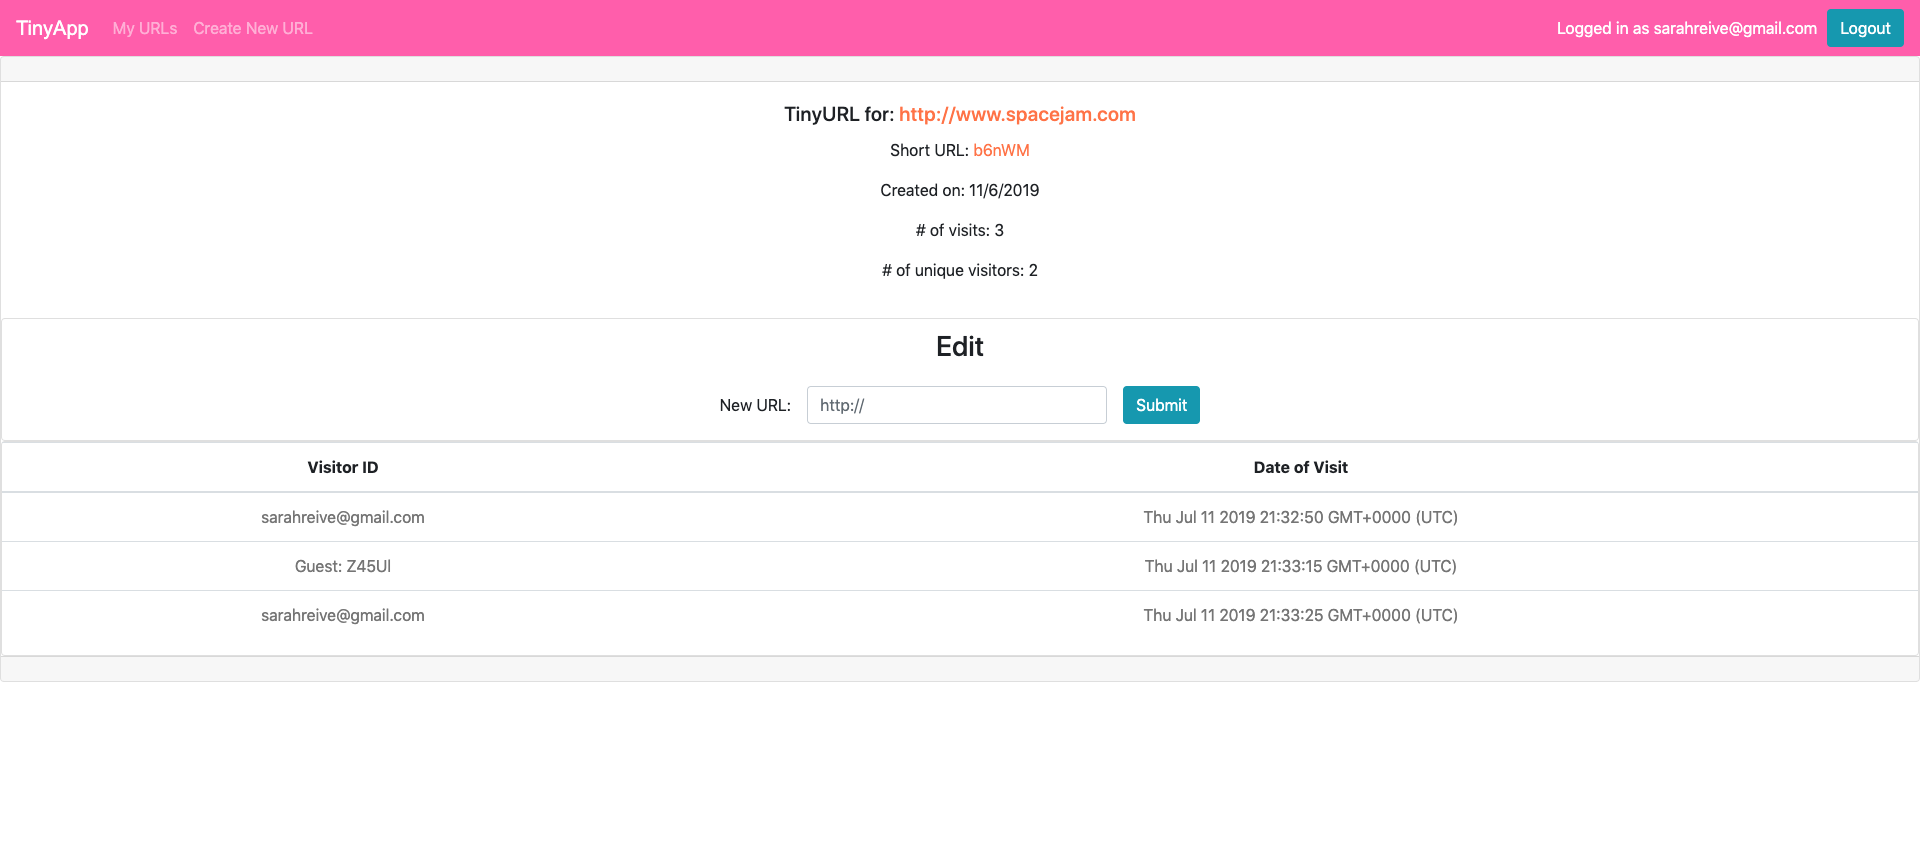 TinyApp My URLs Create New URL Logged in as sarahreive@gmail.com Logout
TinyURL for: http://www.spacejam.com
Short URL: b6nWM
Created on: 11/6/2019
# of visits: 3
# of unique visitors: 2
Edit
New URL: http:// Submit
Visitor ID Date of Visit
sarahreive@gmail.com Thu Jul 11 2019 21:32:50 GMT+0000 (UTC)
Guest: Z45Ul Thu Jul 11 2019 21:33:15 GMT+0000 (UTC)
sarahreive@gmail.com Thu Jul 11 2019 21:33:25 GMT+0000 (UTC)